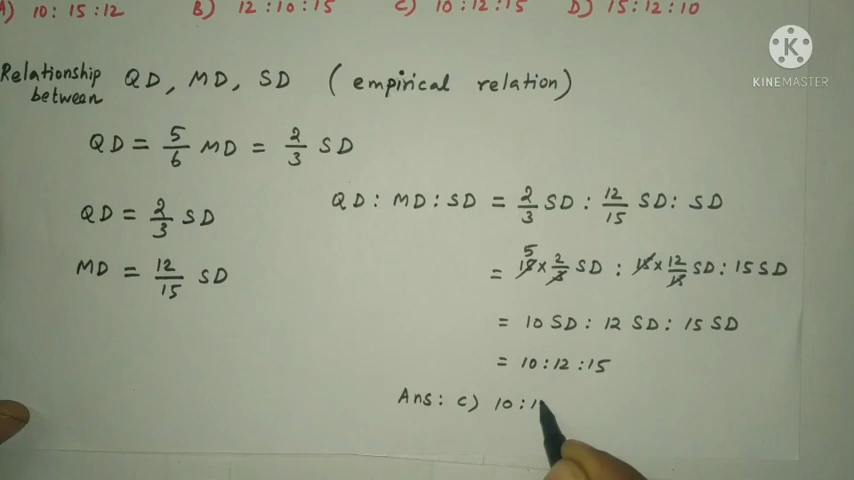 A) 10 : 15 : 12 B) 12 : 10 : 15 C) 10 : 12 : 15 D) 15 : 12 : 10
KINEMASTER
Relationship between QD, MD, SD (empirical relation)
QD = 5/6 MD = 2/3 SD
QD = 2/3 SD
MD = 12/15 SD
QD : MD : SD = 2/3 SD : 12/15 SD : SD
= 5 15 × 2/3 SD : 15 × 12/15 SD : 15 SD
= 10 SD : 12 SD : 15 SD
= 10 : 12 : 15
Ans : C) 10 : 1